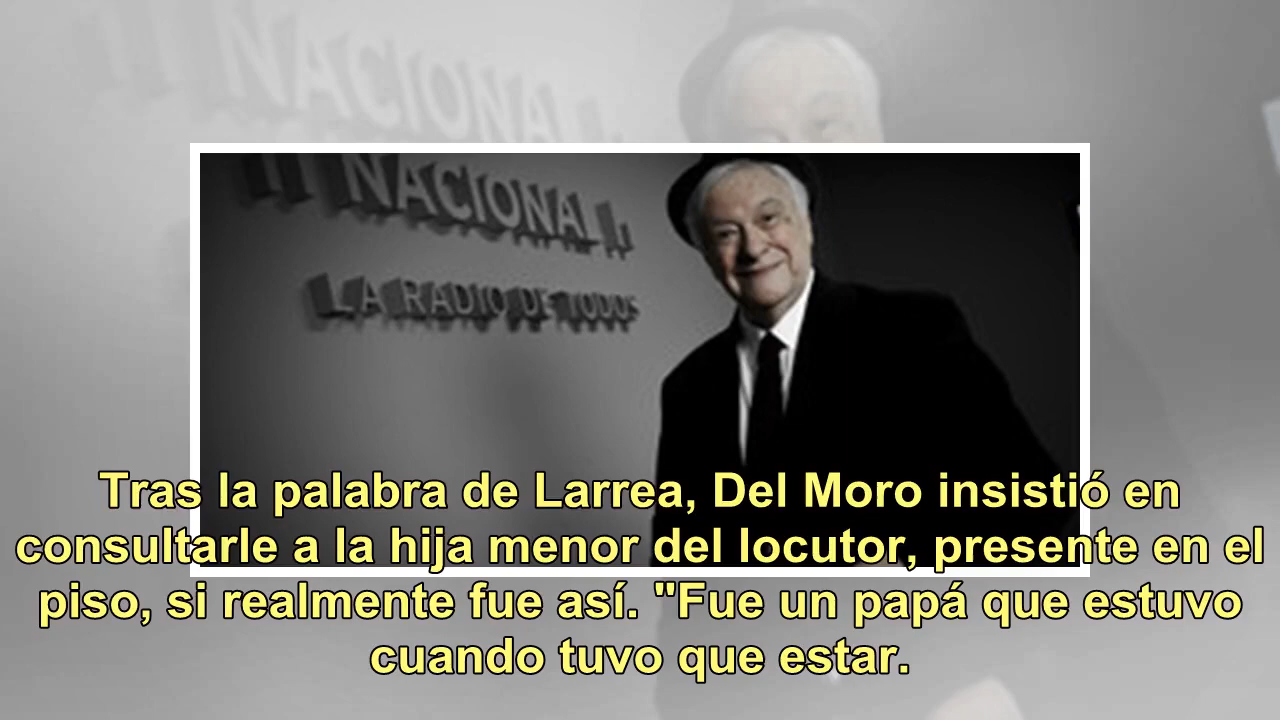 NACIONAL
LA RADIO DE TODOS
Tras la palabra de Larrea, Del Moro insistió en
consultarle a la hija menor del locutor, presente en el
piso, si realmente fue así. "Fue un papá que estuvo
cuando tuvo que estar.